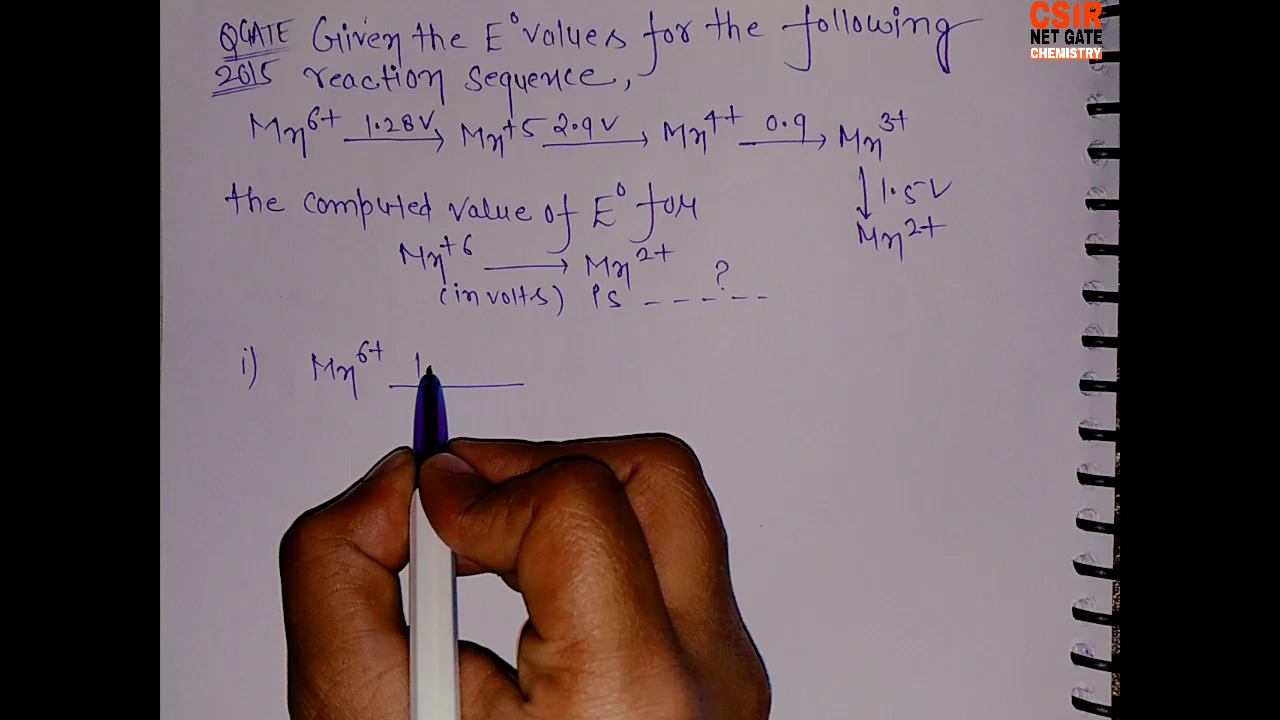 QGATE Given the E° values for the following
2015 reaction sequence,
Mn⁶⁺ 1.28V → Mn⁺⁵ 2.9V → Mn⁴⁺ 0.9 → Mn³⁺
↓ 1.5V
Mn²⁺
the computed value of E° for
Mn⁺⁶ → Mn²⁺
(in volts) is -----?
i) Mn⁶⁺ 1.
CSIR
NET GATE
CHEMISTRY